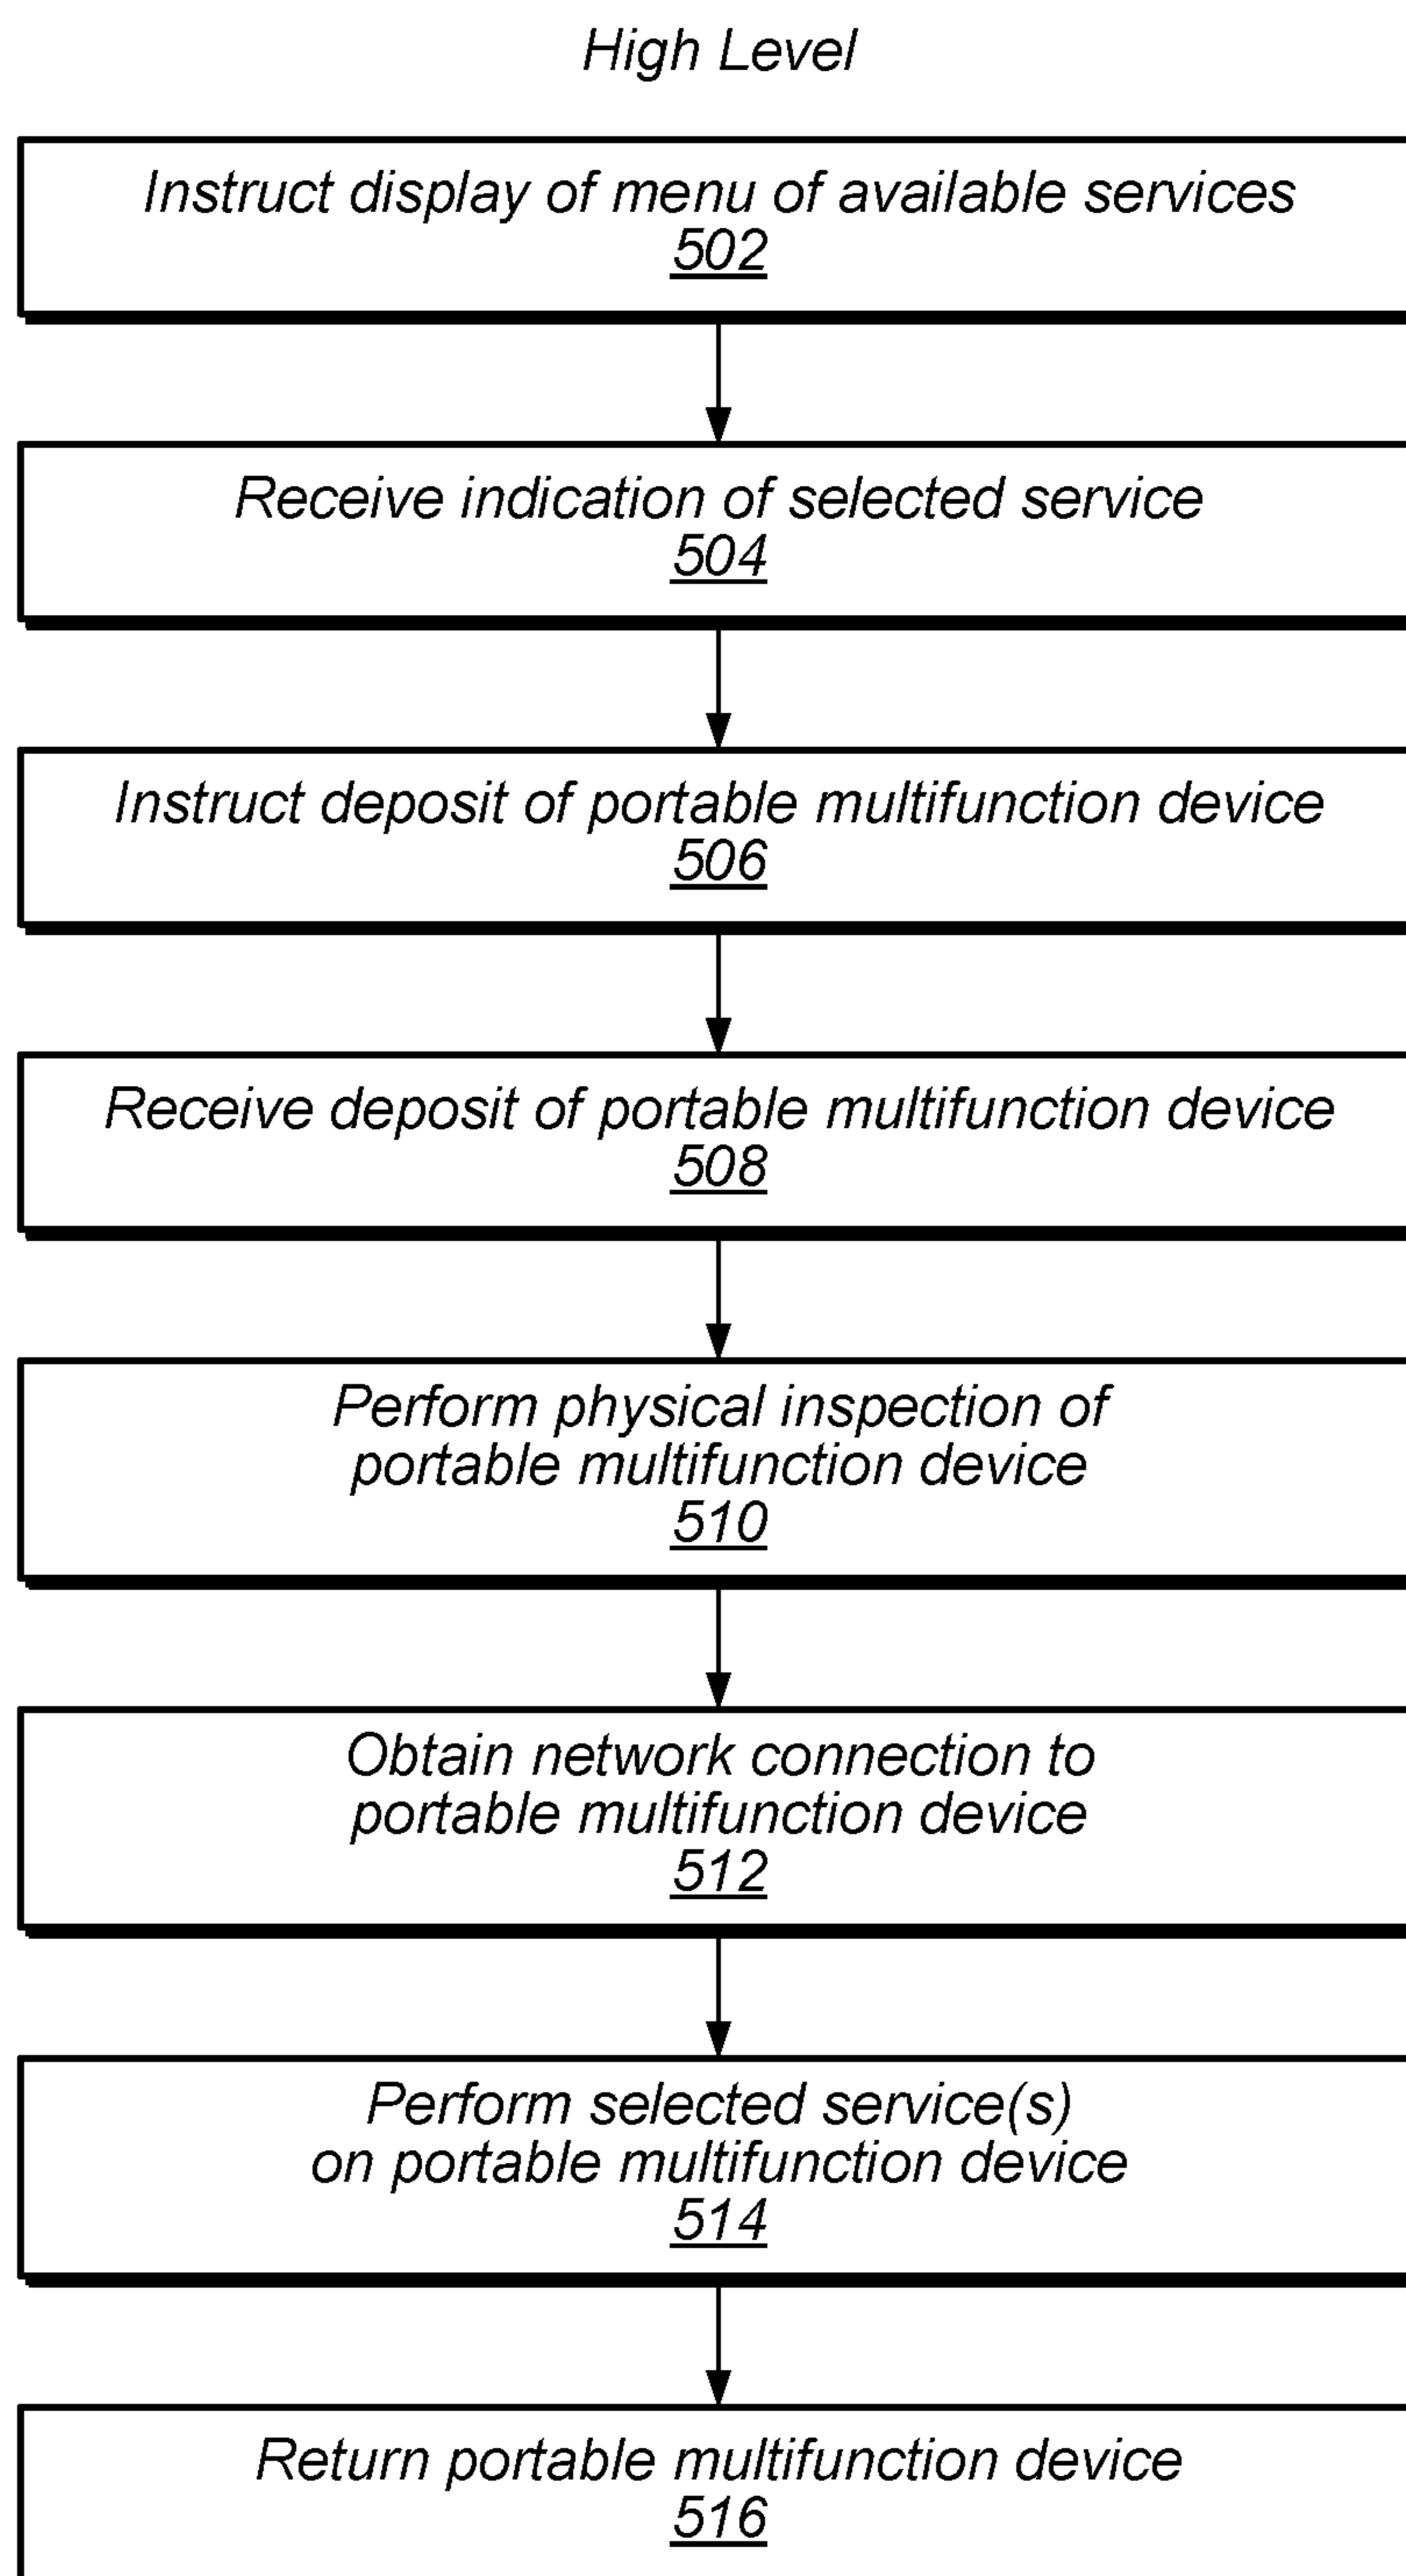 High Level
Instruct display of menu of available services
502
Receive indication of selected service
504
Instruct deposit of portable multifunction device
506
Receive deposit of portable multifunction device
508
Perform physical inspection of
portable multifunction device
510
Obtain network connection to
portable multifunction device
512
Perform selected service(s)
on portable multifunction device
514
Return portable multifunction device
516